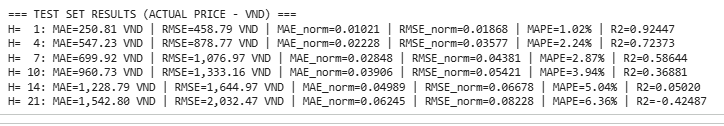 === TEST SET RESULTS (ACTUAL PRICE - VND) ===
H=  1: MAE=250.81 VND | RMSE=458.79 VND | MAE_norm=0.01021 | RMSE_norm=0.01868 | MAPE=1.02% | R2=0.92447
H=  4: MAE=547.23 VND | RMSE=878.77 VND | MAE_norm=0.02228 | RMSE_norm=0.03577 | MAPE=2.24% | R2=0.72373
H=  7: MAE=699.92 VND | RMSE=1,076.97 VND | MAE_norm=0.02848 | RMSE_norm=0.04381 | MAPE=2.87% | R2=0.58644
H= 10: MAE=960.73 VND | RMSE=1,333.16 VND | MAE_norm=0.03906 | RMSE_norm=0.05421 | MAPE=3.94% | R2=0.36881
H= 14: MAE=1,228.79 VND | RMSE=1,644.97 VND | MAE_norm=0.04989 | RMSE_norm=0.06678 | MAPE=5.04% | R2=0.05020
H= 21: MAE=1,542.80 VND | RMSE=2,032.47 VND | MAE_norm=0.06245 | RMSE_norm=0.08228 | MAPE=6.36% | R2=-0.42487